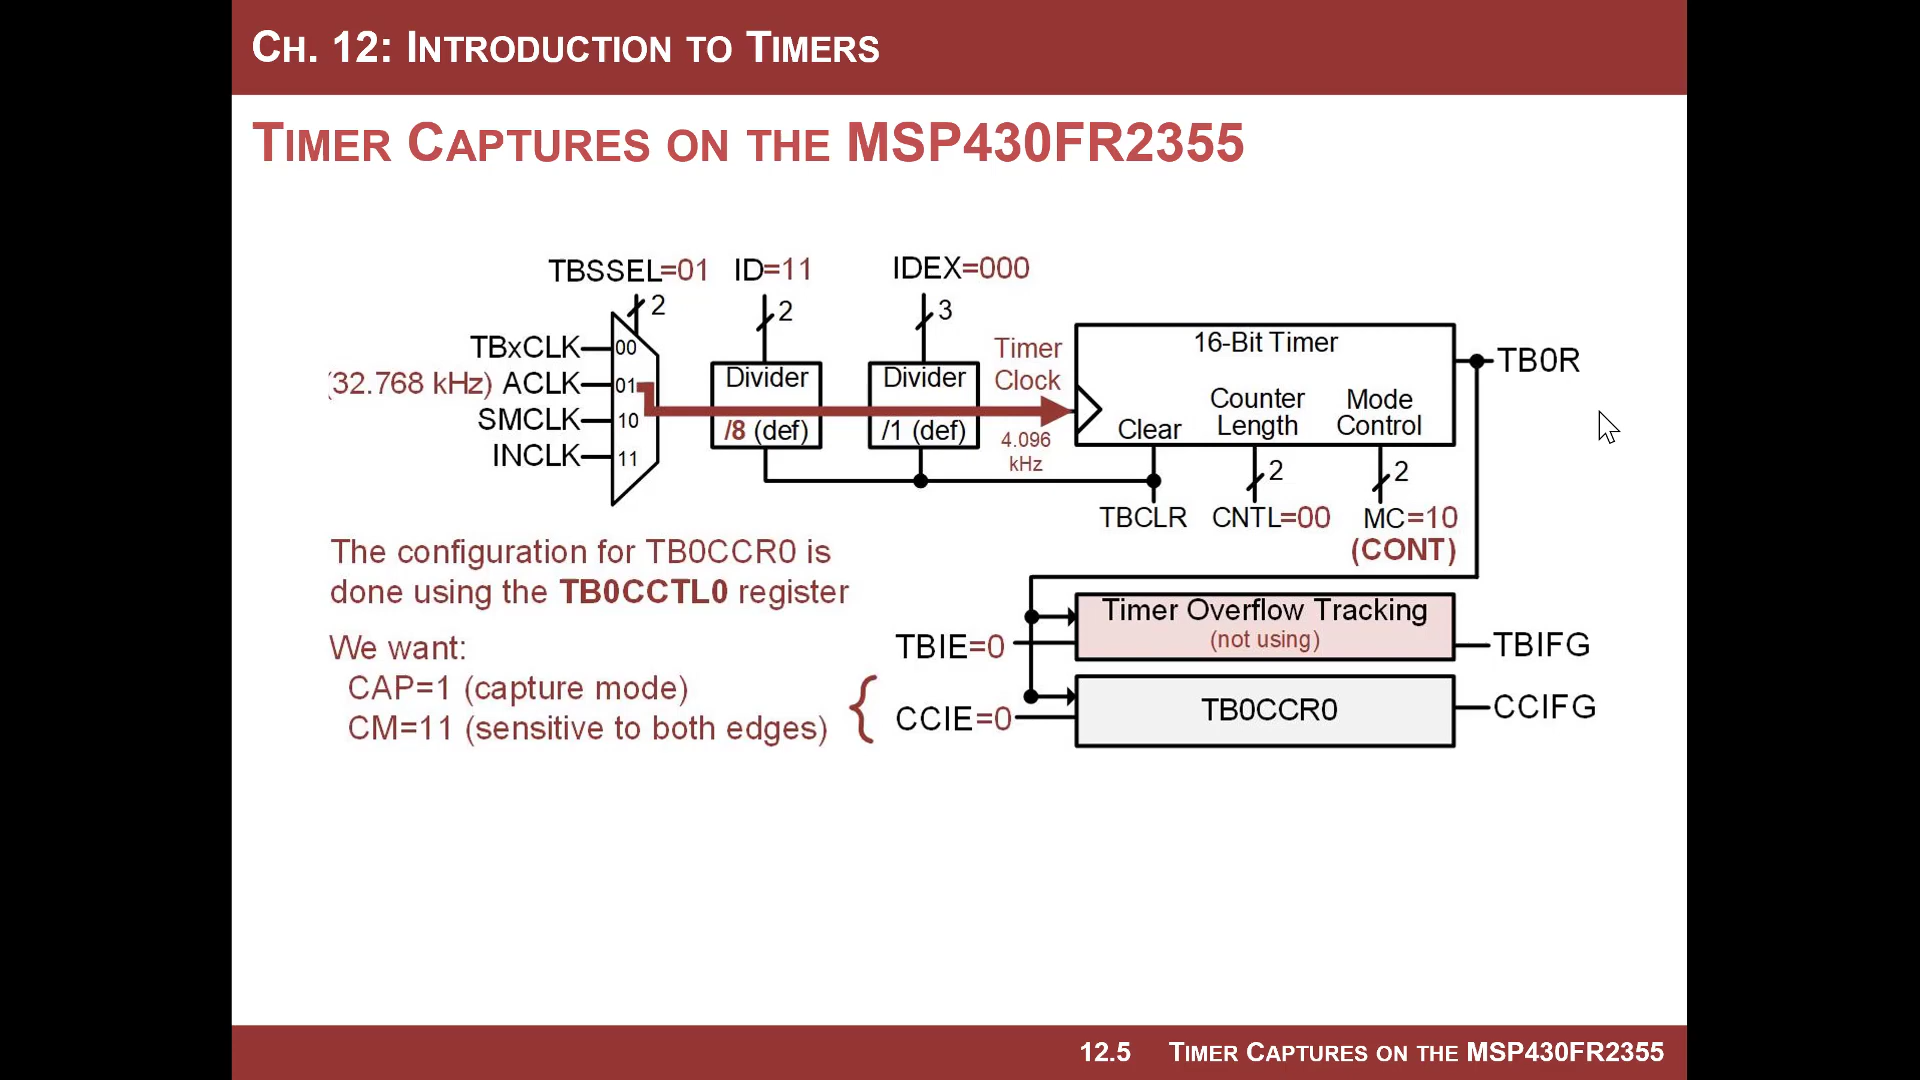 CH. 12: INTRODUCTION TO TIMERS
TIMER CAPTURES ON THE MSP430FR2355
TBSSEL=01 ID=11 IDEX=000
2 2 3
TBxCLK 00
(32.768 kHz) ACLK 01
SMCLK 10
INCLK 11
Divider
/8 (def)
Divider
/1 (def)
Timer
Clock
4.096
kHz
16-Bit Timer
Clear
Counter
Length
Mode
Control
TB0R
2 2
TBCLR CNTL=00 MC=10
(CONT)
The configuration for TB0CCR0 is
done using the TB0CCTL0 register
We want:
CAP=1 (capture mode)
CM=11 (sensitive to both edges)
Timer Overflow Tracking
(not using)
TBIE=0 TBIFG
CCIE=0 TB0CCR0 CCIFG
12.5 TIMER CAPTURES ON THE MSP430FR2355